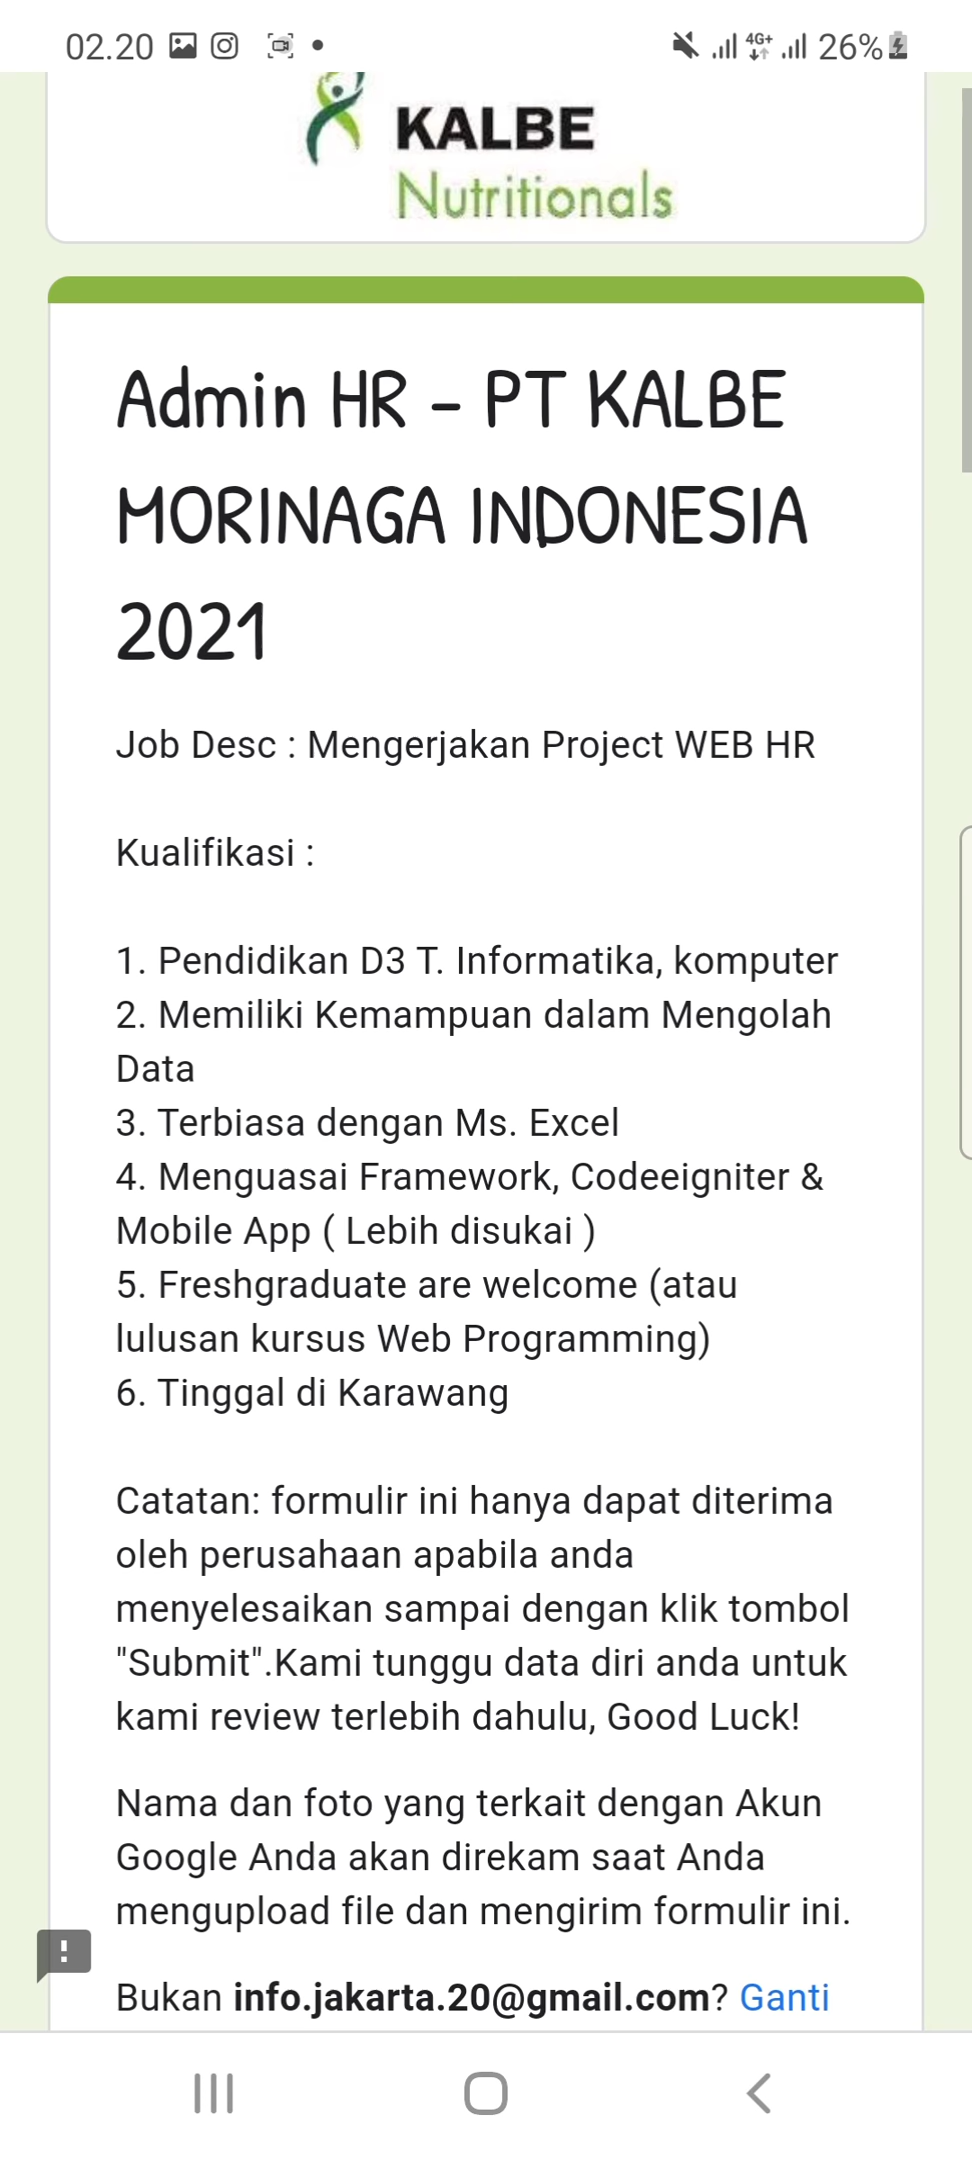 02.20
4G+
26%
KALBE
Nutritionals
Admin HR - PT KALBE
MORINAGA INDONESIA
2021
Job Desc : Mengerjakan Project WEB HR
Kualifikasi :
1. Pendidikan D3 T. Informatika, komputer
2. Memiliki Kemampuan dalam Mengolah
Data
3. Terbiasa dengan Ms. Excel
4. Menguasai Framework, Codeeigniter &
Mobile App ( Lebih disukai )
5. Freshgraduate are welcome (atau
lulusan kursus Web Programming)
6. Tinggal di Karawang
Catatan: formulir ini hanya dapat diterima
oleh perusahaan apabila anda
menyelesaikan sampai dengan klik tombol
"Submit".Kami tunggu data diri anda untuk
kami review terlebih dahulu, Good Luck!
Nama dan foto yang terkait dengan Akun
Google Anda akan direkam saat Anda
mengupload file dan mengirim formulir ini.
Bukan info.jakarta.20@gmail.com? Ganti